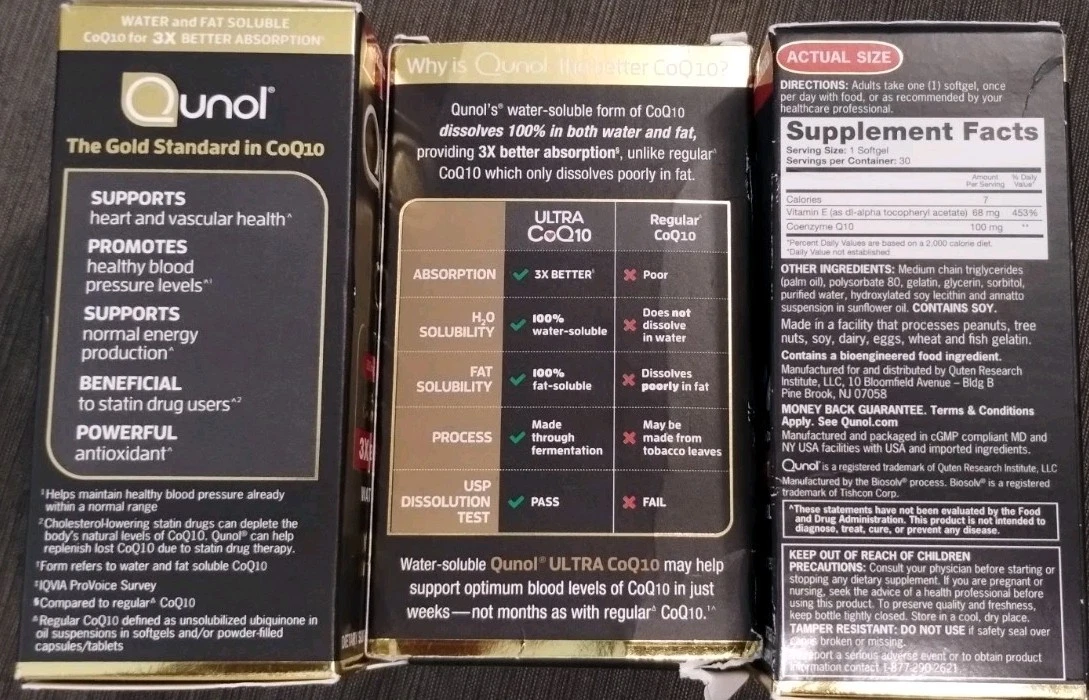 WATER and FAT SOLUBLE
CoQ10 for 3X BETTER ABSORPTION
Qunol®
The Gold Standard in CoQ10
SUPPORTS
heart and vascular health^
PROMOTES
healthy blood
pressure levels^1
SUPPORTS
normal energy
production^
BENEFICIAL
to statin drug users^2
POWERFUL
antioxidant^
1Helps maintain healthy blood pressure already
within a normal range
2Cholesterol-lowering statin drugs can deplete the
body's natural levels of CoQ10. Qunol® can help
replenish lost CoQ10 due to statin drug therapy.
†Form refers to water and fat soluble CoQ10
‡IQVIA ProVoice Survey
§Compared to regular∆ CoQ10
∆Regular CoQ10 defined as unsolubilized ubiquinone in
oil suspensions in softgels and/or powder-filled
capsules/tablets
3X
Why is Qunol the better CoQ10?
Qunol's® water-soluble form of CoQ10
dissolves 100% in both water and fat,
providing 3X better absorption§, unlike regular∆
CoQ10 which only dissolves poorly in fat.
ULTRA
CoQ10
Regular∆
CoQ10
ABSORPTION
3X BETTER§
Poor
H2O
SOLUBILITY
100%
water-soluble
Does not
dissolve
in water
FAT
SOLUBILITY
100%
fat-soluble
Dissolves
poorly in fat
PROCESS
Made
through
fermentation
May be
made from
tobacco leaves
USP
DISSOLUTION
TEST
PASS
FAIL
Water-soluble Qunol® ULTRA CoQ10 may help
support optimum blood levels of CoQ10 in just
weeks—not months as with regular∆ CoQ10.†^
ACTUAL SIZE
DIRECTIONS: Adults take one (1) softgel, once
per day with food, or as recommended by your
healthcare professional.
Supplement Facts
Serving Size: 1 Softgel
Servings per Container: 30
Amount
Per Serving
% Daily
Value*
Calories 7
Vitamin E (as dl-alpha tocopheryl acetate) 68 mg 453%
Coenzyme Q10 100 mg **
*Percent Daily Values are based on a 2,000 calorie diet.
**Daily Value not established
OTHER INGREDIENTS: Medium chain triglycerides
(palm oil), polysorbate 80, gelatin, glycerin, sorbitol,
purified water, hydroxylated soy lecithin and annatto
suspension in sunflower oil. CONTAINS SOY.
Made in a facility that processes peanuts, tree
nuts, soy, dairy, eggs, wheat and fish gelatin.
Contains a bioengineered food ingredient.
Manufactured for and distributed by Quten Research
Institute, LLC, 10 Bloomfield Avenue – Bldg B
Pine Brook, NJ 07058
MONEY BACK GUARANTEE. Terms & Conditions
Apply. See Qunol.com
Manufactured and packaged in cGMP compliant MD and
NY USA facilities with USA and imported ingredients.
Qunol® is a registered trademark of Quten Research Institute, LLC
Manufactured by the Biosolv® process. Biosolv® is a registered
trademark of Tishcon Corp.
^These statements have not been evaluated by the Food
and Drug Administration. This product is not intended to
diagnose, treat, cure, or prevent any disease.
KEEP OUT OF REACH OF CHILDREN
PRECAUTIONS: Consult your physician before starting or
stopping any dietary supplement. If you are pregnant or
nursing, seek the advice of a health professional before
using this product. To preserve quality and freshness,
keep bottle tightly closed. Store in a cool, dry place.
TAMPER RESISTANT: DO NOT USE if safety seal over
broken or missing.
report a serious adverse event or to obtain product
information contact 1-877-290-2621